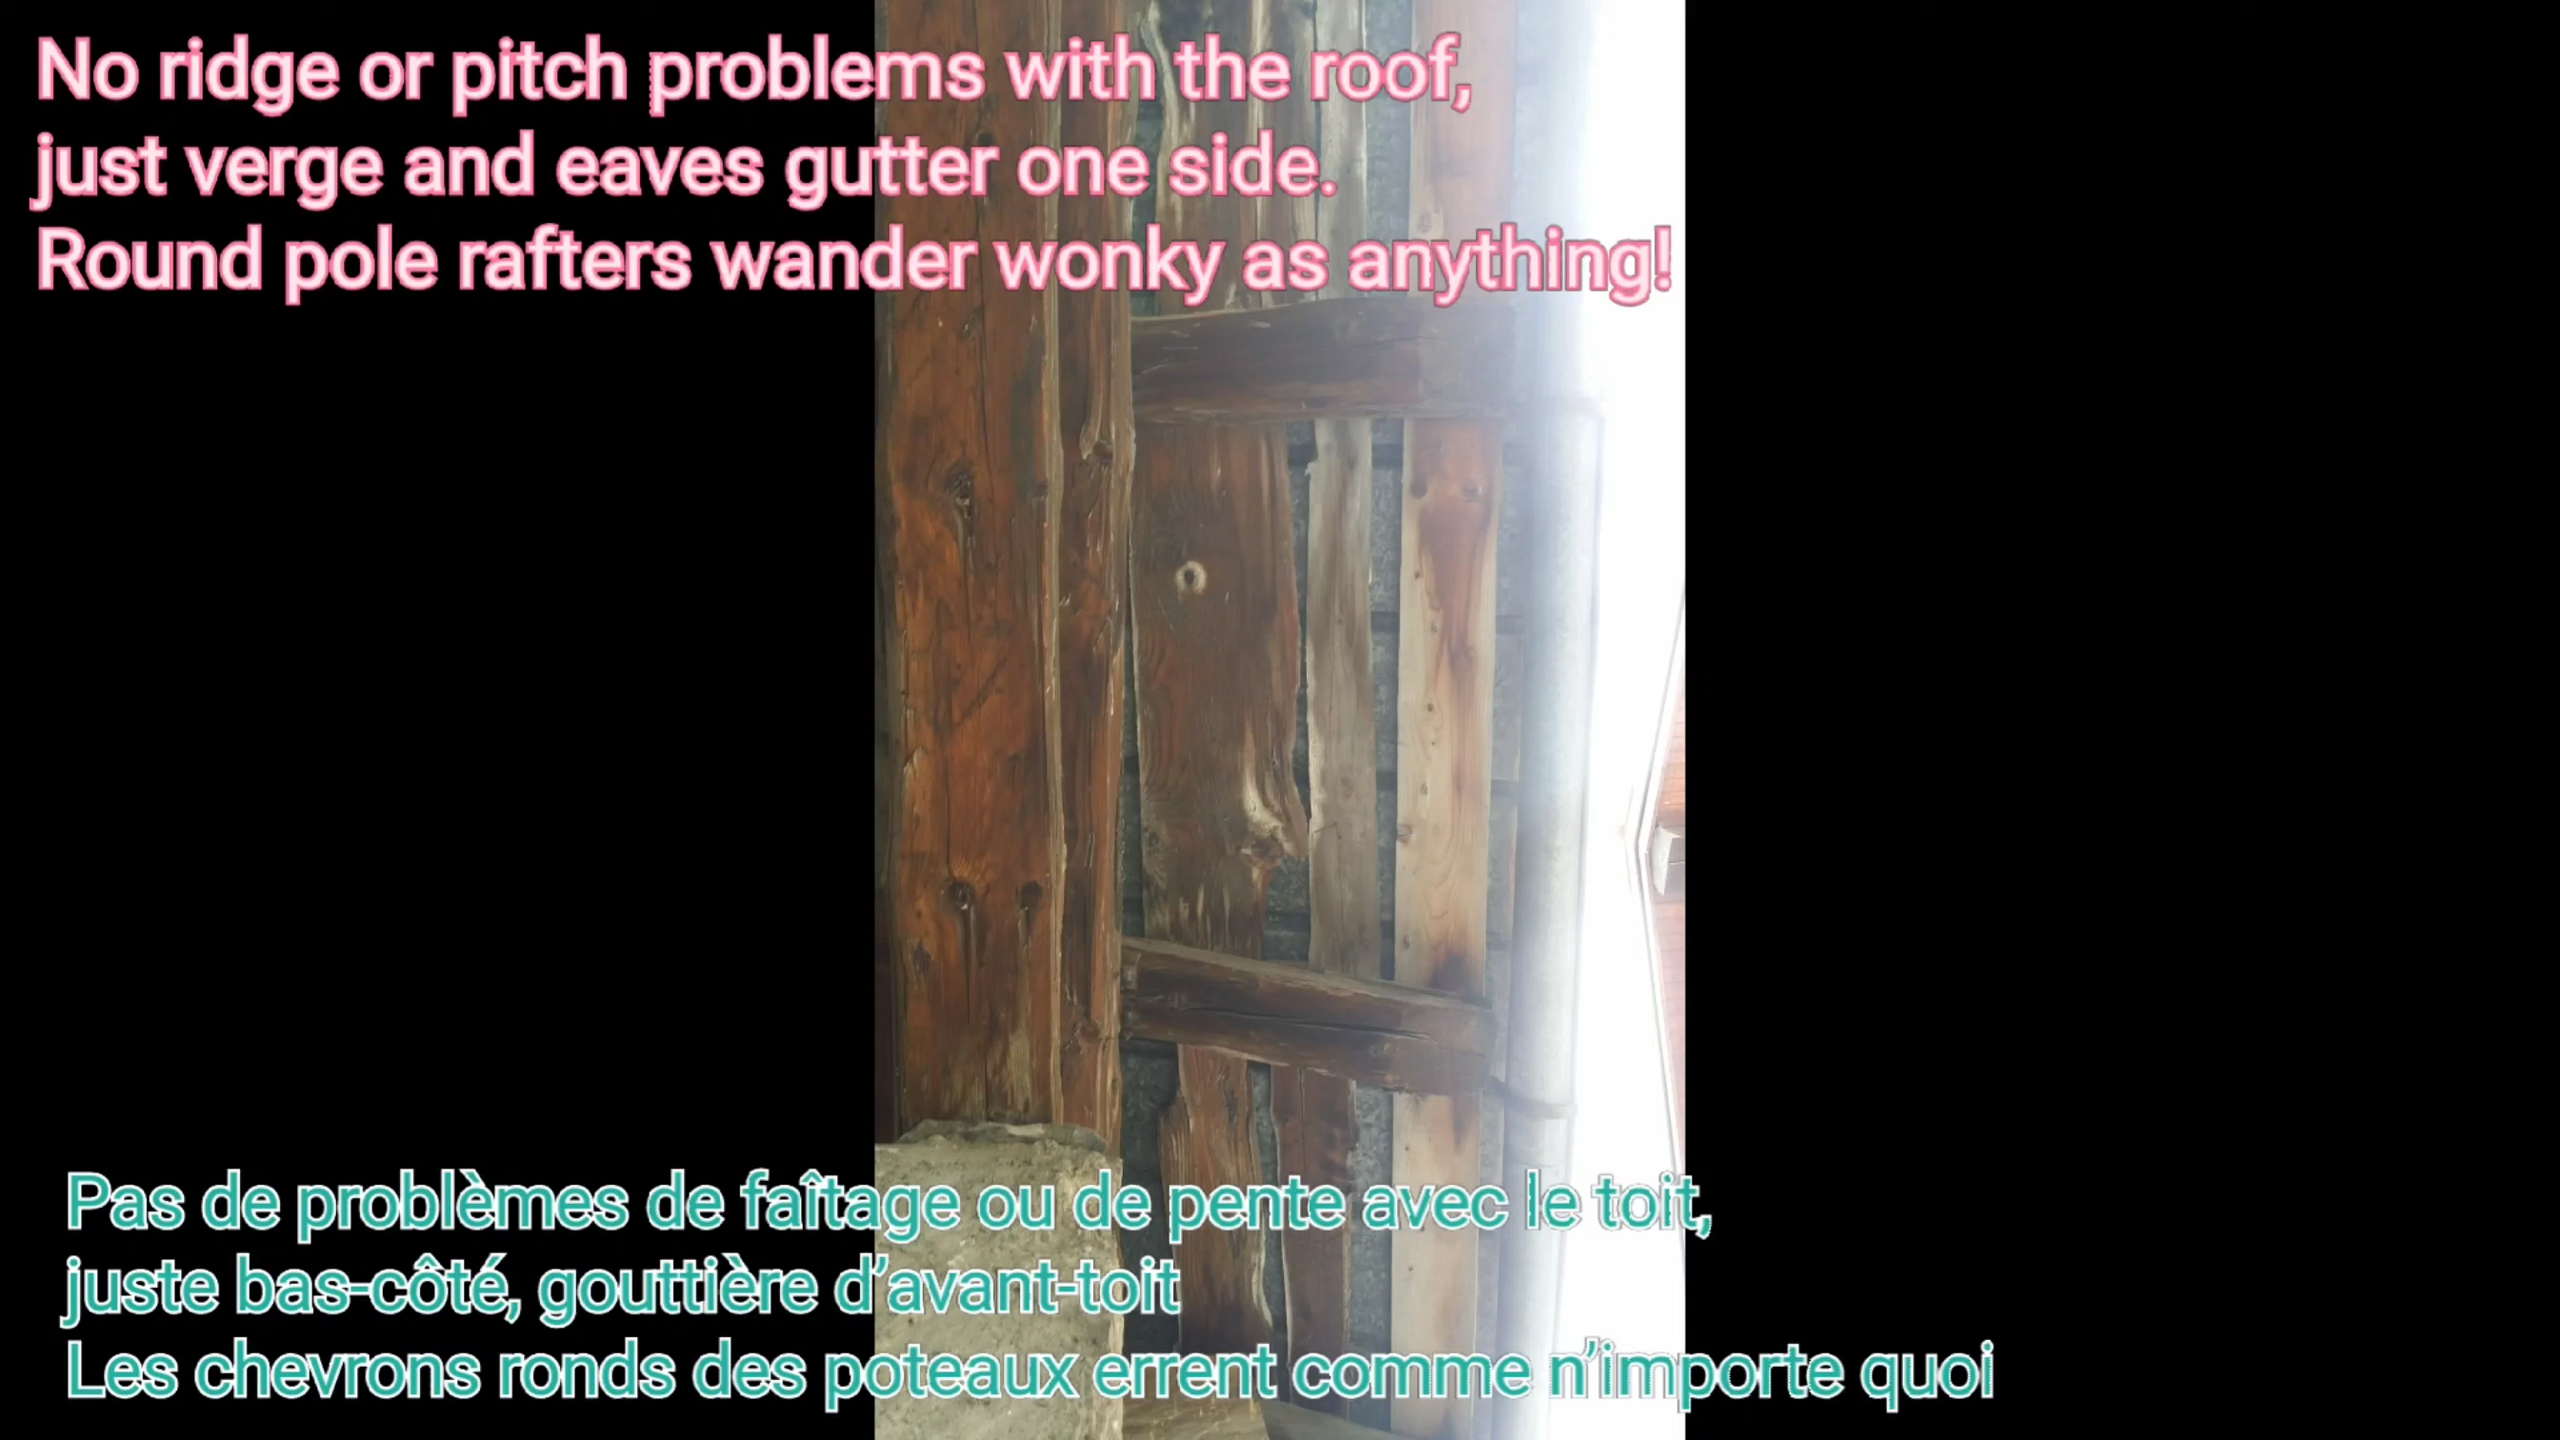 No ridge or pitch problems with the roof,
just verge and eaves gutter one side.
Round pole rafters wander wonky as anything!
Pas de problèmes de faîtage ou de pente avec le toit,
juste bas-côté, gouttière d’avant-toit
Les chevrons ronds des poteaux errent comme n’importe quoi